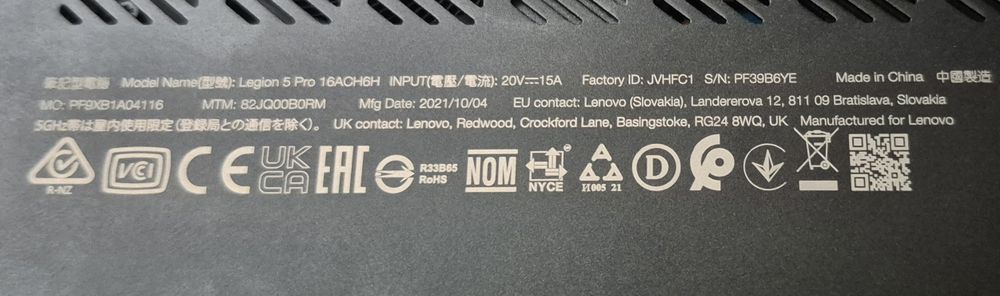 筆記型電腦 Model Name(型號): Legion 5 Pro 16ACH6H INPUT(電壓/電流): 20V⎓15A Factory ID: JVHFC1 S/N: PF39B6YE Made in China 中國製造
MC: PF9XB1A04116 MTM: 82JQ00B0RM Mfg Date: 2021/10/04 EU contact: Lenovo (Slovakia), Landererova 12, 811 09 Bratislava, Slovakia
5GHz帯は屋内使用限定（登録局との通信を除く）。 UK contact: Lenovo, Redwood, Crockford Lane, Basingstoke, RG24 8WQ, UK Manufactured for Lenovo
R-NZ VCI CE UK CA EAC R33B65 RoHS NOM NYCE И005 21 D